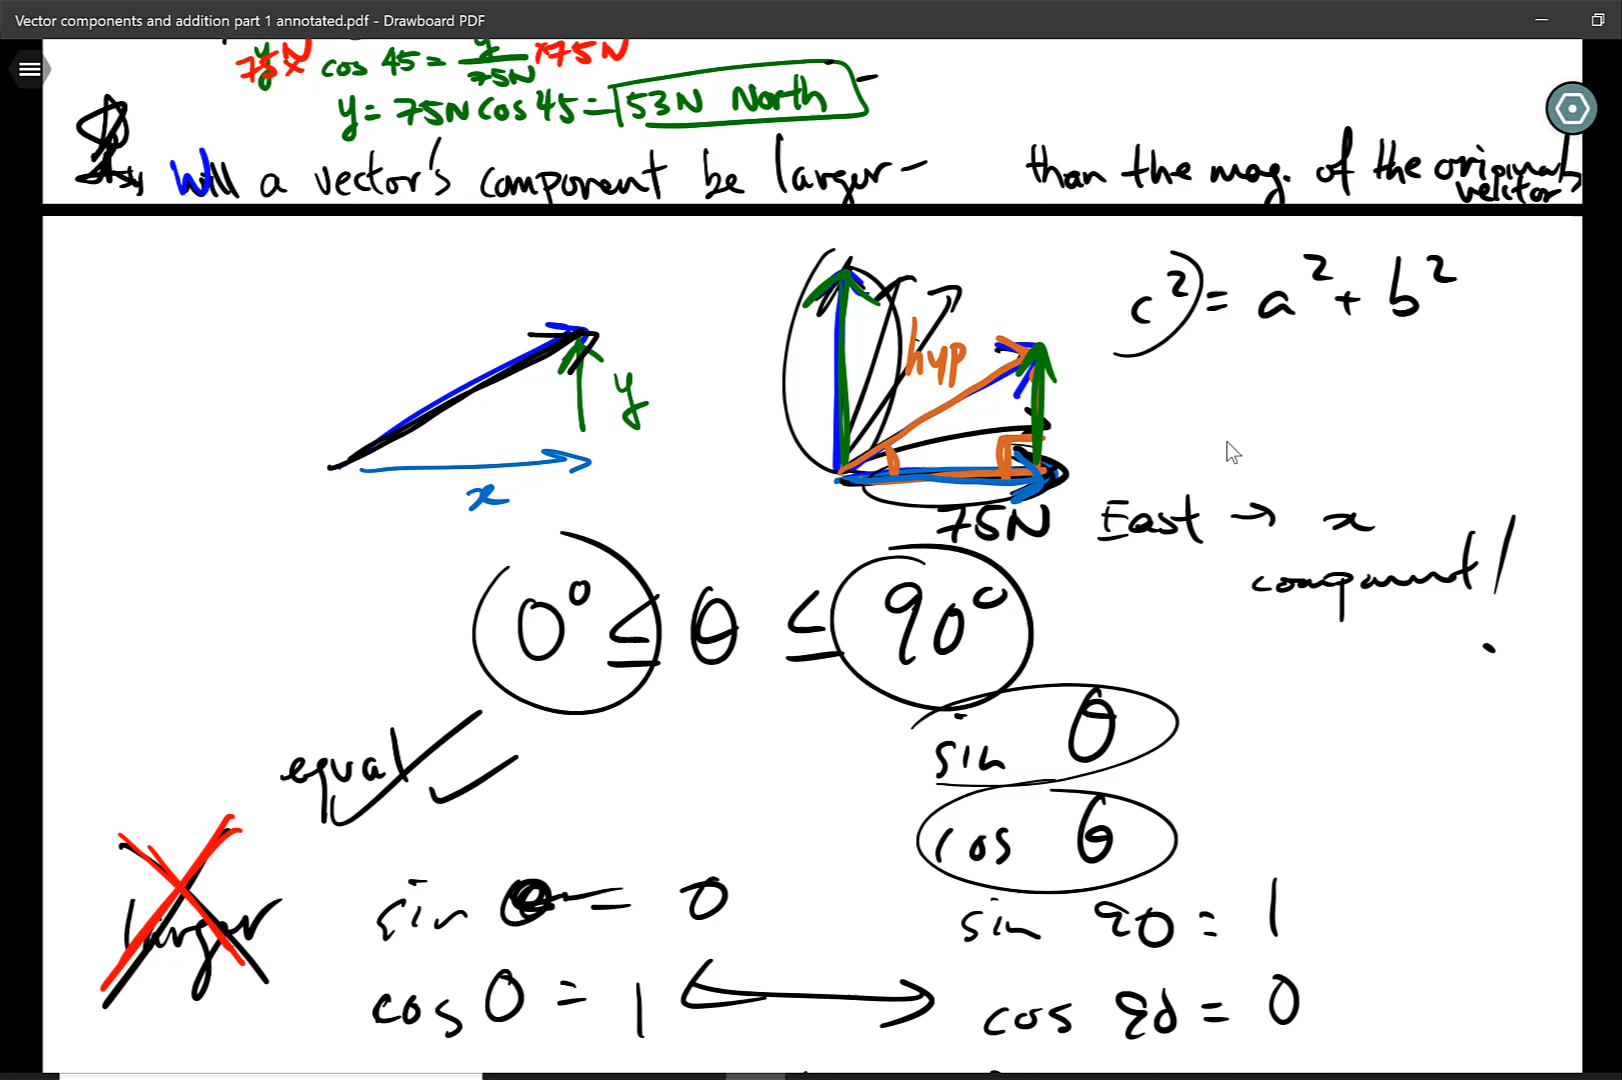 Vector components and addition part 1 annotated.pdf - Drawboard PDF
75N × cos 45 = y/75N ×75N
y = 75N cos 45 = 53N North
Will a vector's component be larger - than the mag. of the original vector
c² = a² + b²
hyp
y
x
75N East → x component!
0° ≤ θ ≤ 90°
sin θ
equal
cos θ
larger
sin 0 = 0
sin 90 = 1
cos 0 = 1
cos 90 = 0